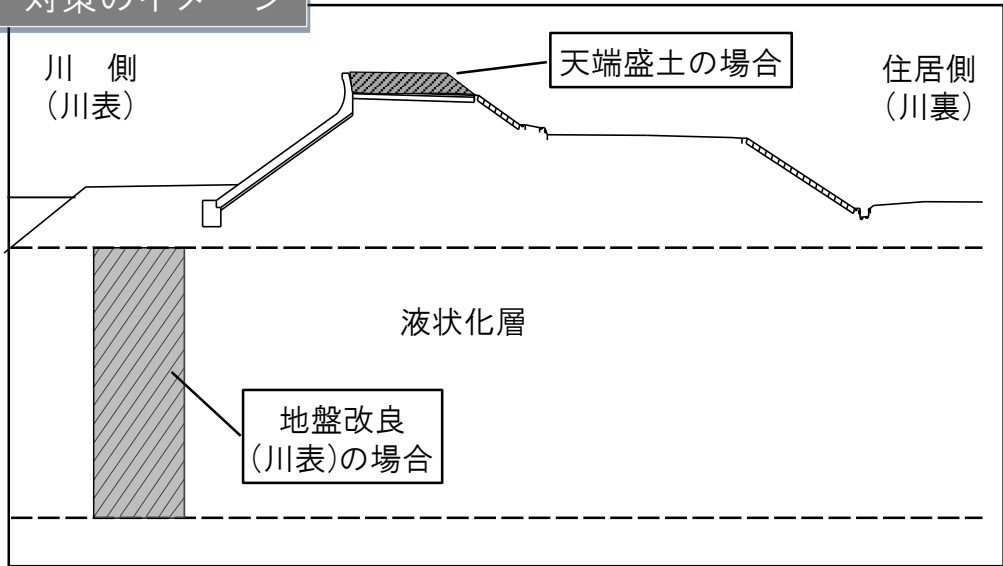 対策のイメージ
川　側
（川表）
天端盛土の場合
住居側
（川裏）
液状化層
地盤改良
（川表）の場合